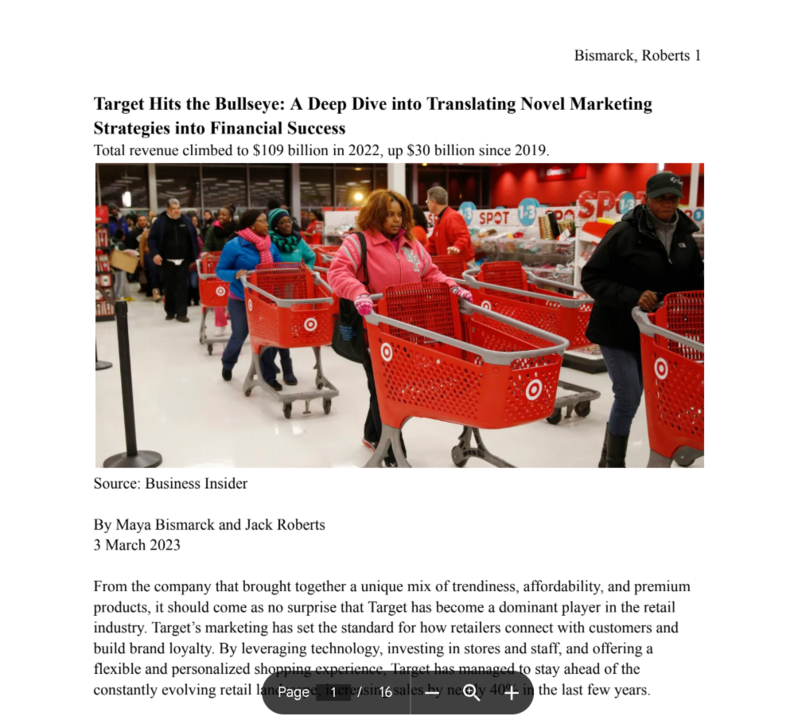 Bismarck, Roberts 1
Target Hits the Bullseye: A Deep Dive into Translating Novel Marketing
Strategies into Financial Success
Total revenue climbed to $109 billion in 2022, up $30 billion since 2019.
SPOT
SPOT
Source: Business Insider
By Maya Bismarck and Jack Roberts
3 March 2023
From the company that brought together a unique mix of trendiness, affordability, and premium
products, it should come as no surprise that Target has become a dominant player in the retail
industry. Target’s marketing has set the standard for how retailers connect with customers and
build brand loyalty. By leveraging technology, investing in stores and staff, and offering a
flexible and personalized shopping experience, Target has managed to stay ahead of the
constantly evolving retail landscape, increasing sales by nearly 40% in the last few years.
Page 1 / 16